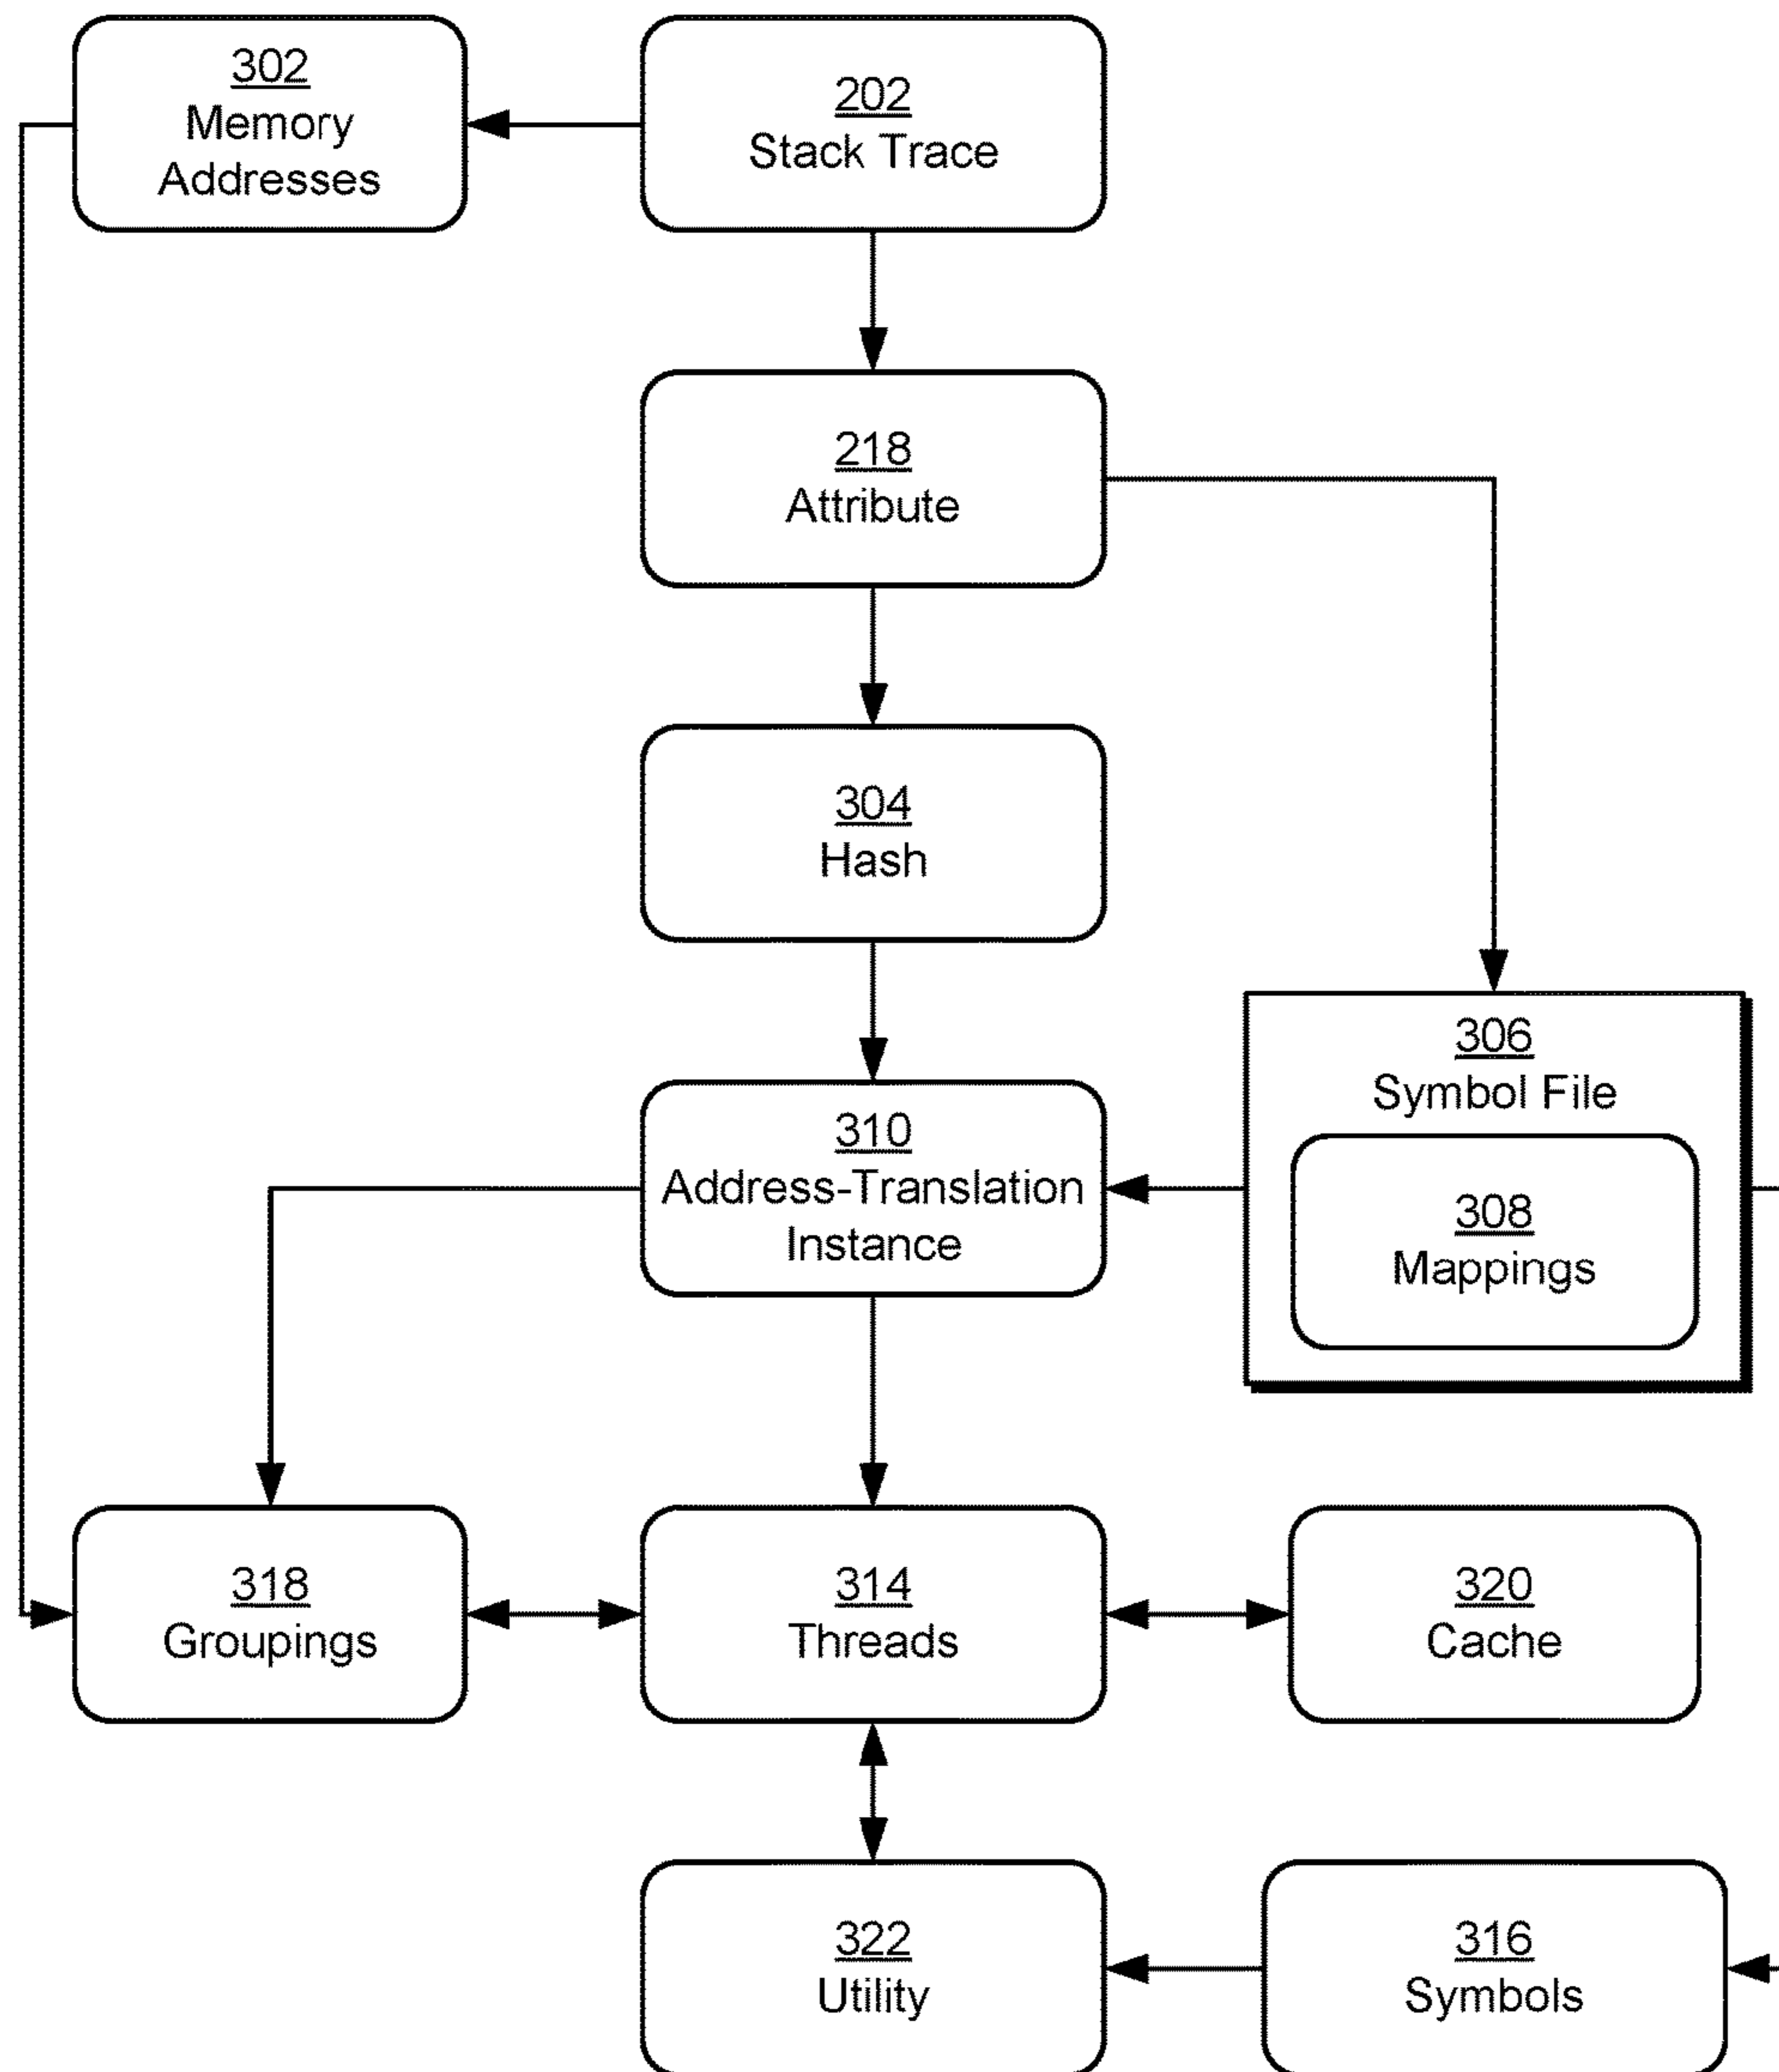 302
Memory
Addresses
202
Stack Trace
218
Attribute
304
Hash
306
Symbol File
310
Address-Translation
Instance
308
Mappings
318
Groupings
314
Threads
320
Cache
322
Utility
316
Symbols